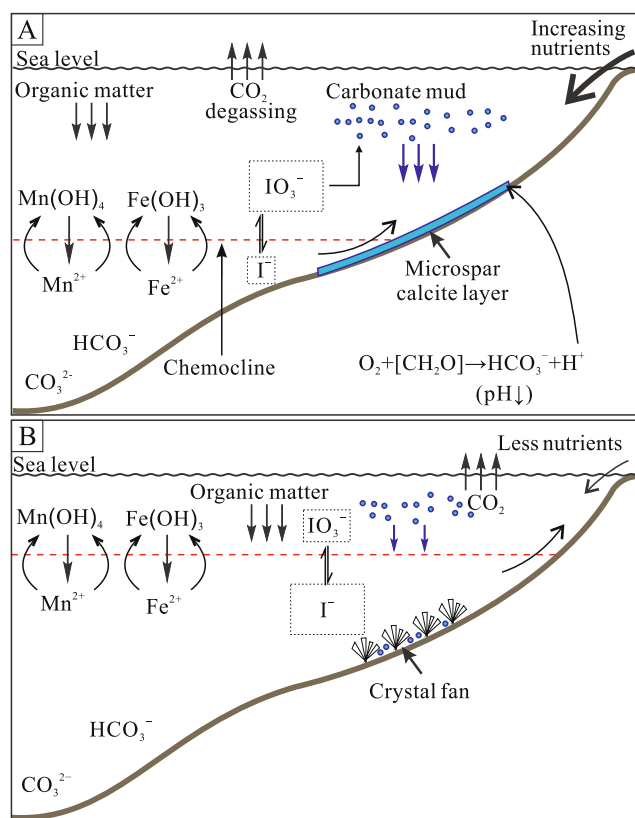 A
Increasing
nutrients
Sea level
Organic matter
CO₂
degassing
Carbonate mud
Mn(OH)₄
Fe(OH)₃
IO₃⁻
I⁻
Mn²⁺
Fe²⁺
Microspar
calcite layer
HCO₃⁻
Chemocline
CO₃²⁻
O₂+[CH₂O]→HCO₃⁻+H⁺
(pH↓)
B
Less nutrients
Sea level
Organic matter
CO₂
Mn(OH)₄
Fe(OH)₃
IO₃⁻
Mn²⁺
Fe²⁺
I⁻
Crystal fan
HCO₃⁻
CO₃²⁻